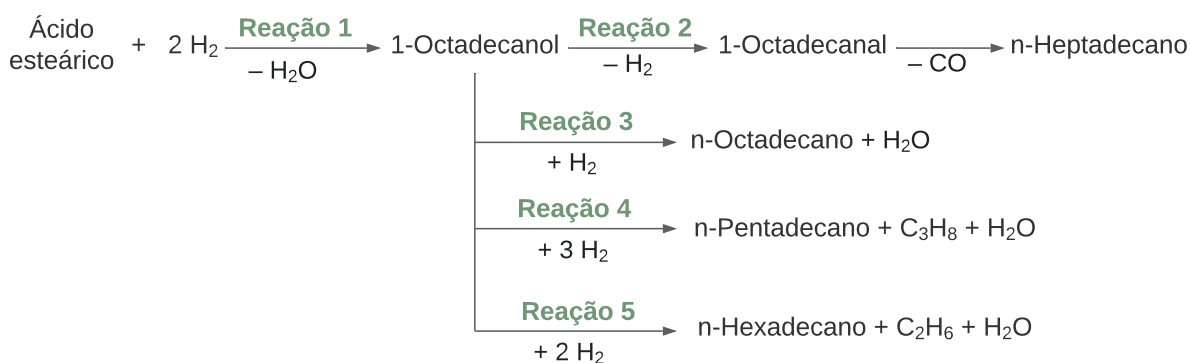 Ácido esteárico + 2 H₂ Reação 1 – H₂O 1-Octadecanol Reação 2 – H₂ 1-Octadecanal – CO n-Heptadecano
Reação 3 + H₂ n-Octadecano + H₂O
Reação 4 + 3 H₂ n-Pentadecano + C₃H₈ + H₂O
Reação 5 + 2 H₂ n-Hexadecano + C₂H₆ + H₂O